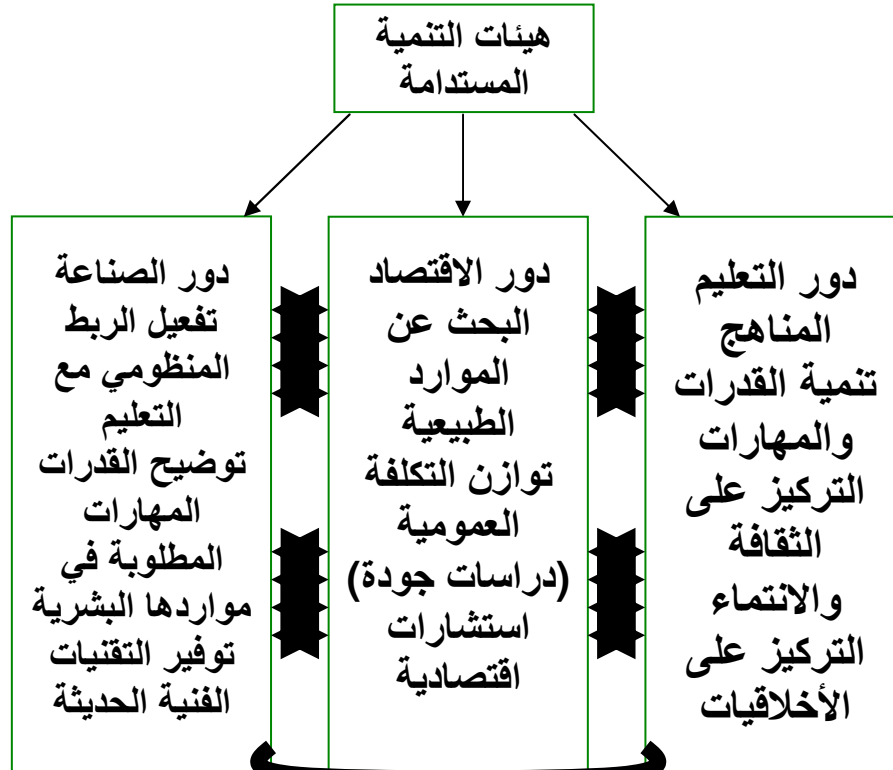 هيئات التنمية
المستدامة
دور التعليم
المناهج
تنمية القدرات
والمهارات
التركيز على
الثقافة
والانتماء
التركيز على
الأخلاقيات
دور الاقتصاد
البحث عن
الموارد
الطبيعية
توازن التكلفة
العمومية
(دراسات جودة)
استشارات
اقتصادية
دور الصناعة
تفعيل الربط
المنظومي مع
التعليم
توضيح القدرات
المهارات
المطلوبة في
مواردها البشرية
توفير التقنيات
الفنية الحديثة